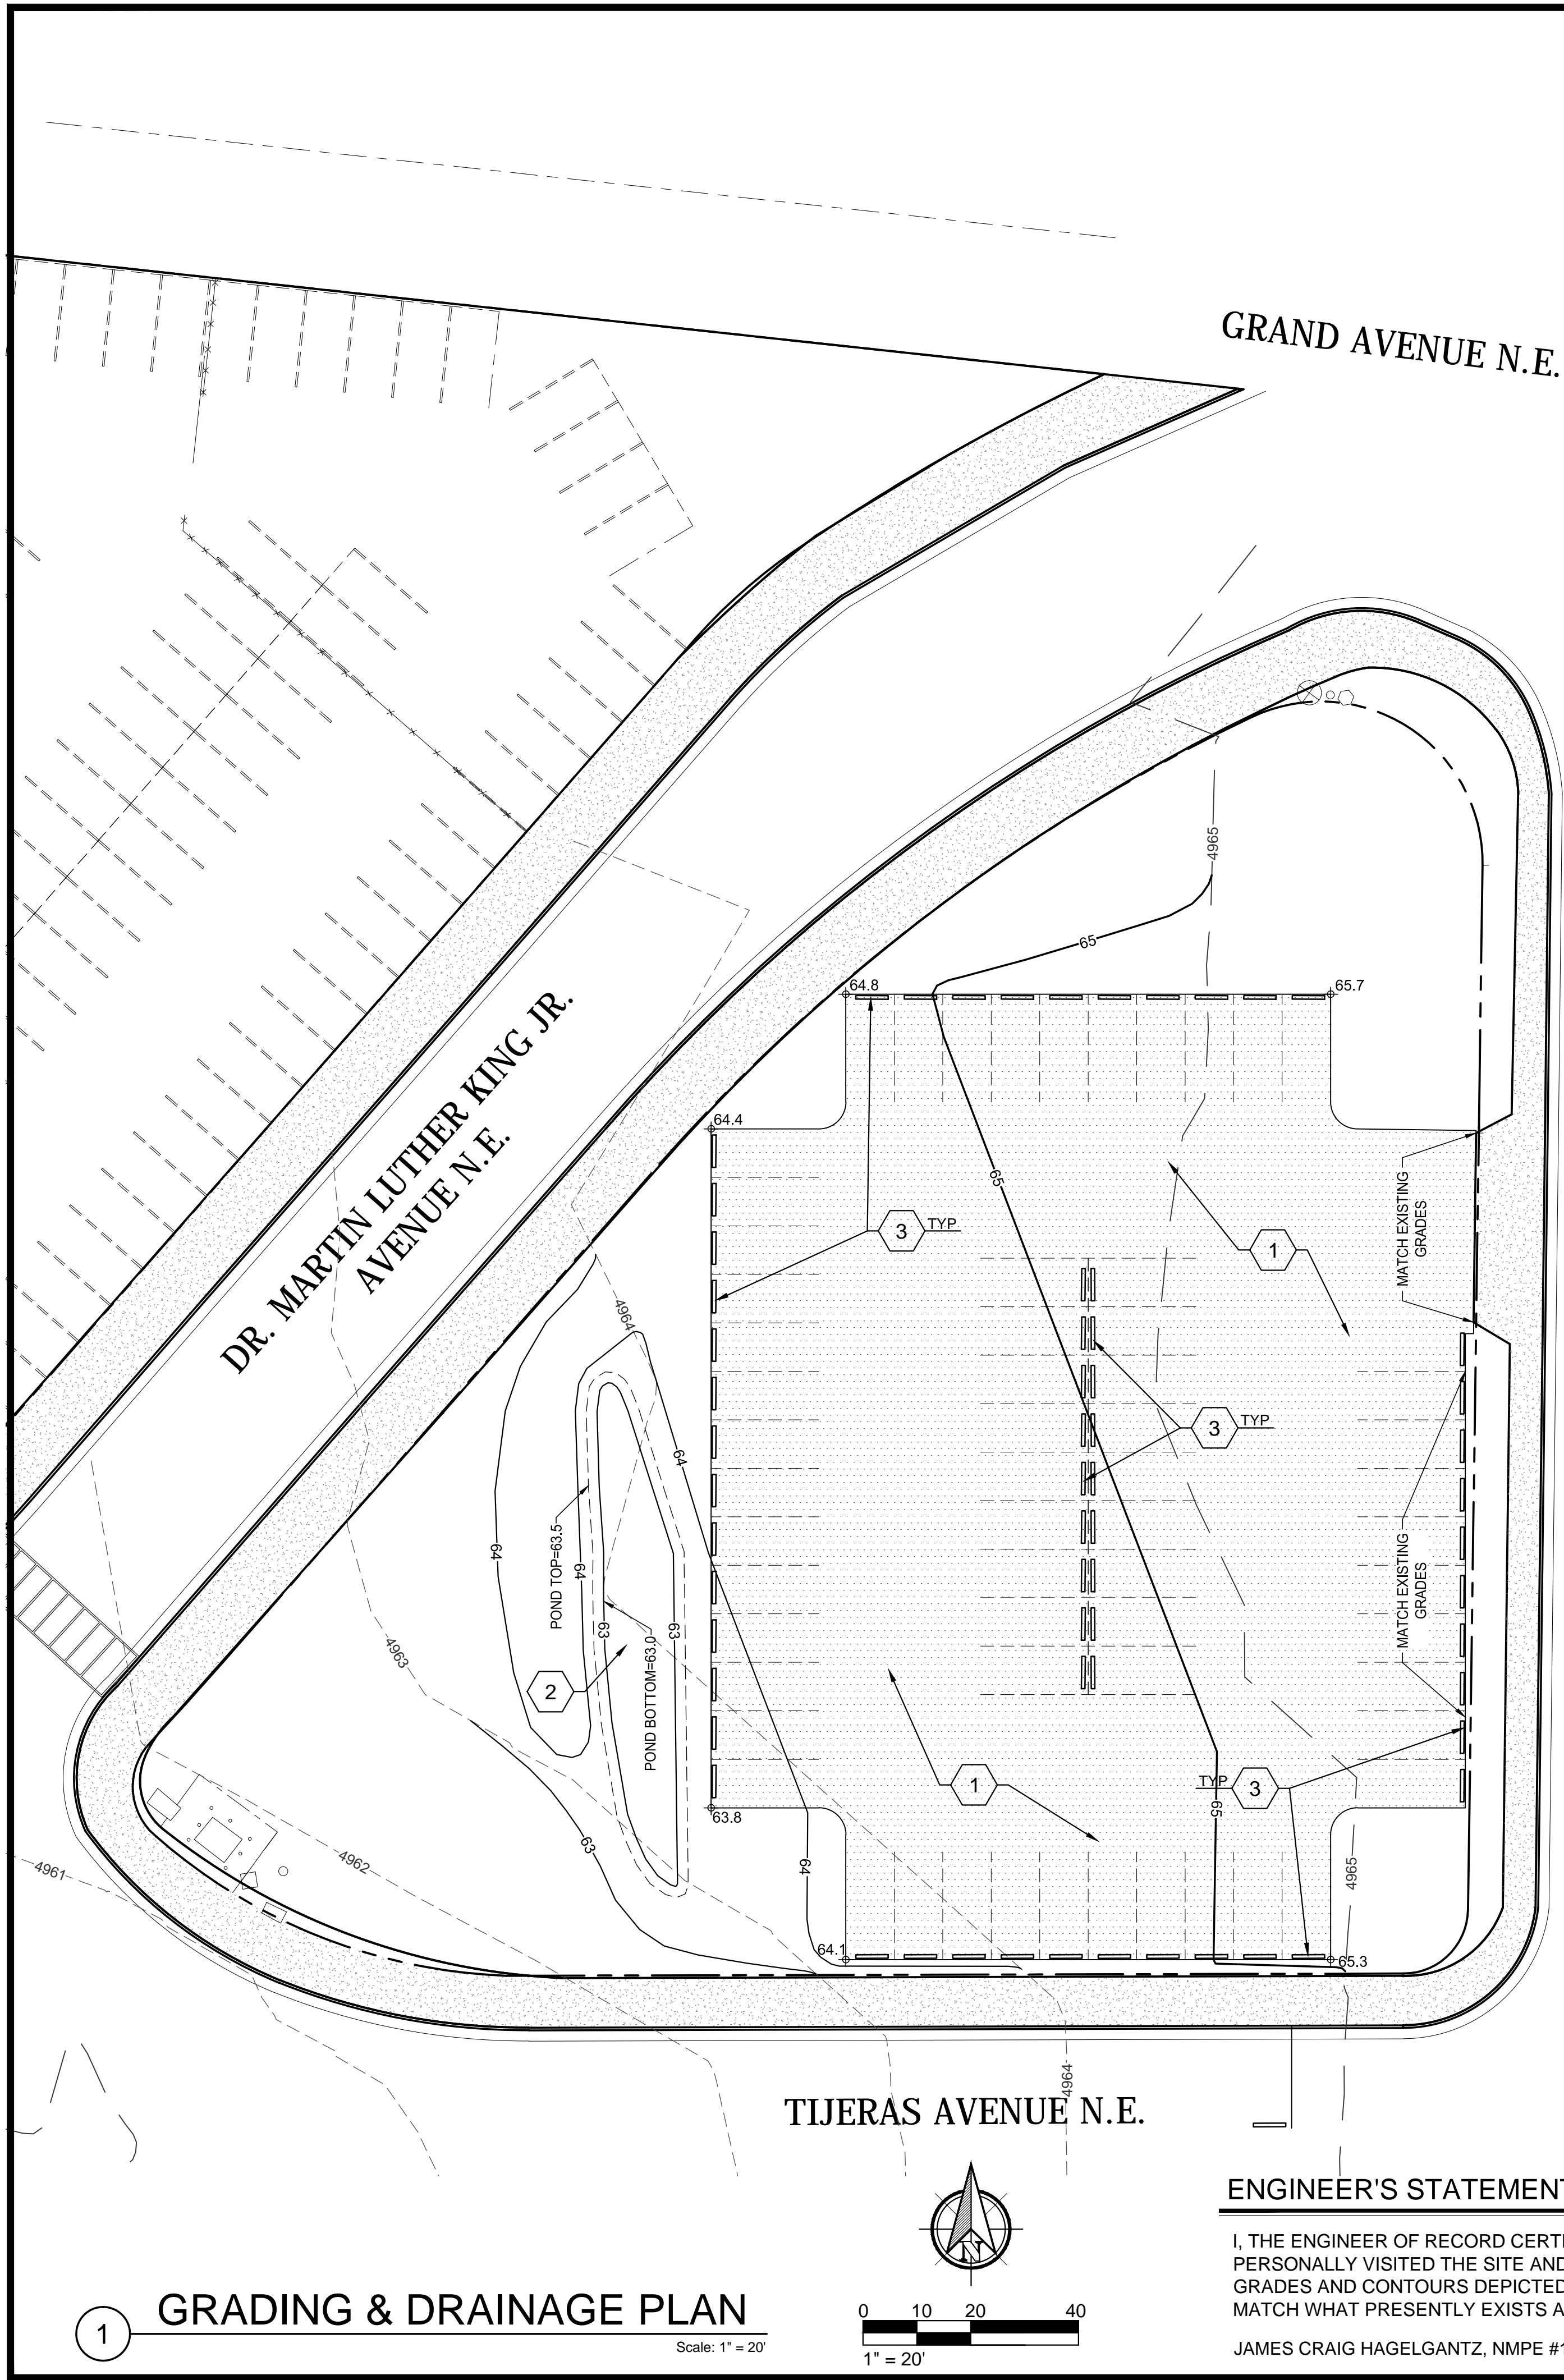 GRAND AVENUE N.E.
4965
65
64.8
65.7
64.4
DR. MARTIN LUTHER KING JR.
AVENUE N.E.
65
3
TYP
1
MATCH EXISTING
GRADES
4964
3
TYP
64
64
64
POND TOP=63.5
63
63
POND BOTTOM=63.0
MATCH EXISTING
GRADES
4963
2
1
TYP
3
65
63.8
63
64
4965
4961
4962
64.1
65.3
4964
TIJERAS AVENUE N.E.
N
1
GRADING & DRAINAGE PLAN
Scale: 1" = 20'
0 10 20 40
1" = 20'
ENGINEER'S STATEMENT
I, THE ENGINEER OF RECORD CERT
PERSONALLY VISITED THE SITE AND
GRADES AND CONTOURS DEPICTED
MATCH WHAT PRESENTLY EXISTS A
JAMES CRAIG HAGELGANTZ, NMPE #1